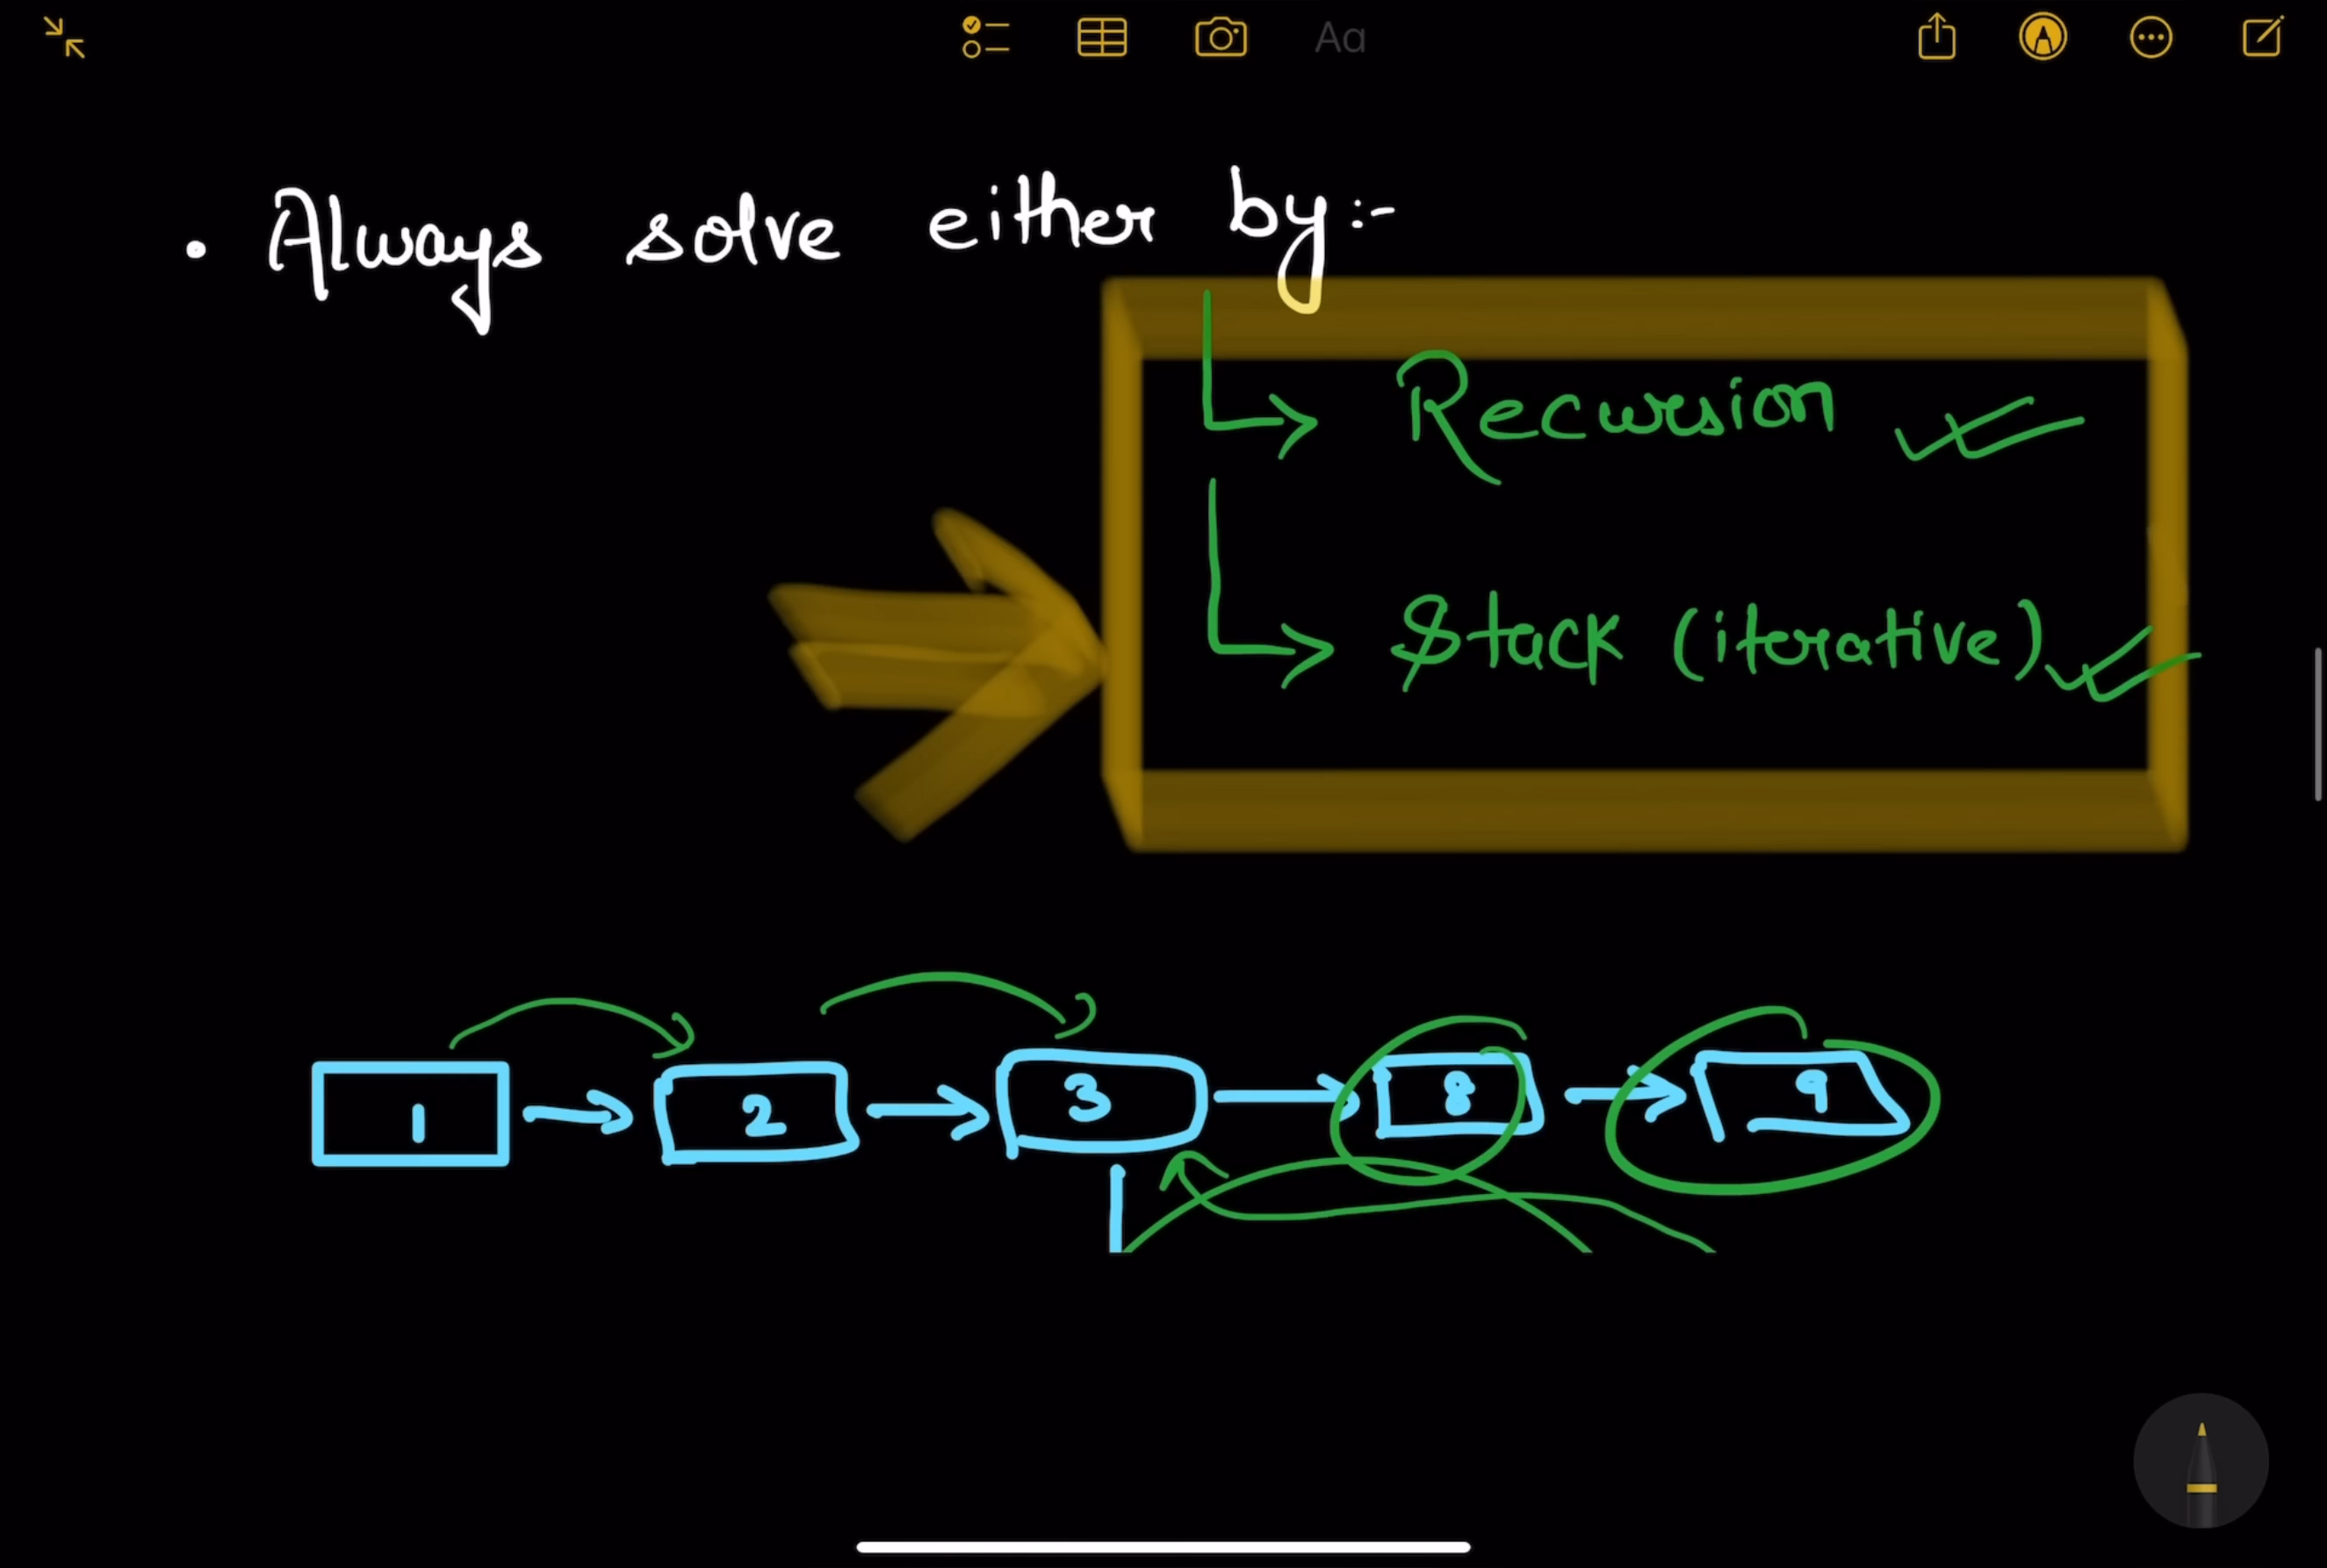 Aa
• Always solve either by:-
→ Recursion ✓✓
→ Stack (iterative) ✓✓
1 → 2 → 3 → 8 → 9